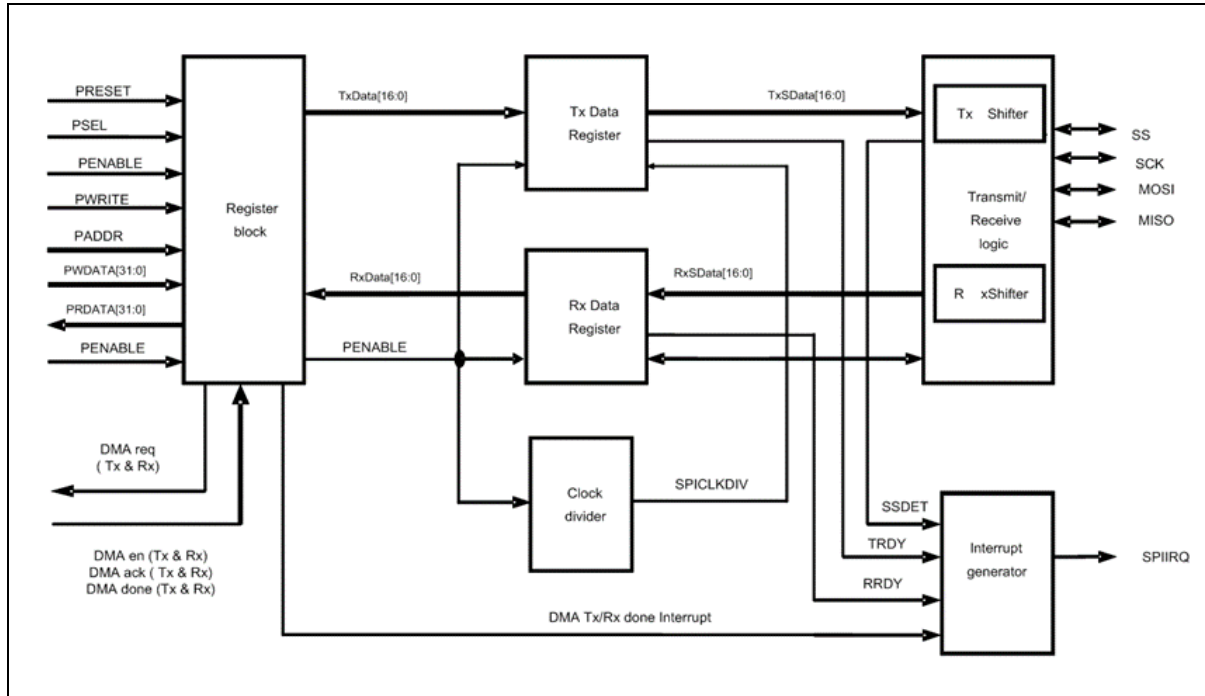 PRESET
PSEL
PENABLE
PWRITE
PADDR
PWDATA[31:0]
PRDATA[31:0]
PENABLE
Register
block
TxData[16:0]
RxData[16:0]
PENABLE
Tx Data
Register
Rx Data
Register
Clock
divider
SPICLKDIV
TxSData[16:0]
RxSData[16:0]
Tx Shifter
Transmit/
Receive
logic
R xShifter
SS
SCK
MOSI
MISO
DMA req
( Tx & Rx)
DMA en (Tx & Rx)
DMA ack ( Tx & Rx)
DMA done (Tx & Rx)
DMA Tx/Rx done Interrupt
SSDET
TRDY
RRDY
Interrupt
generator
SPIIRQ